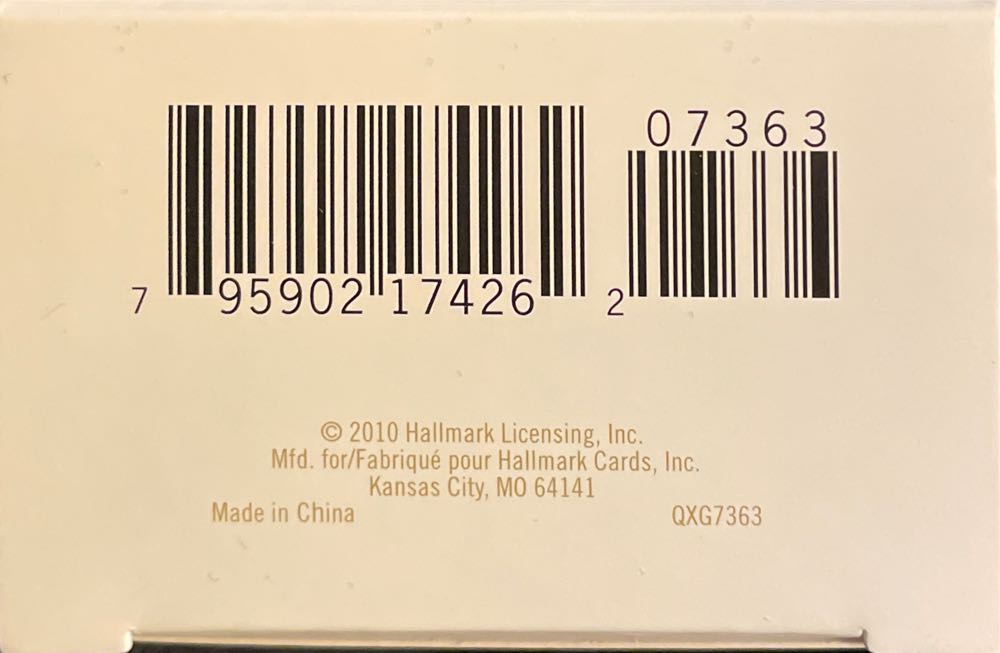 07363
7 95902 17426 2
© 2010 Hallmark Licensing, Inc.
Mfd. for/Fabriqué pour Hallmark Cards, Inc.
Kansas City, MO 64141
Made in China QXG7363